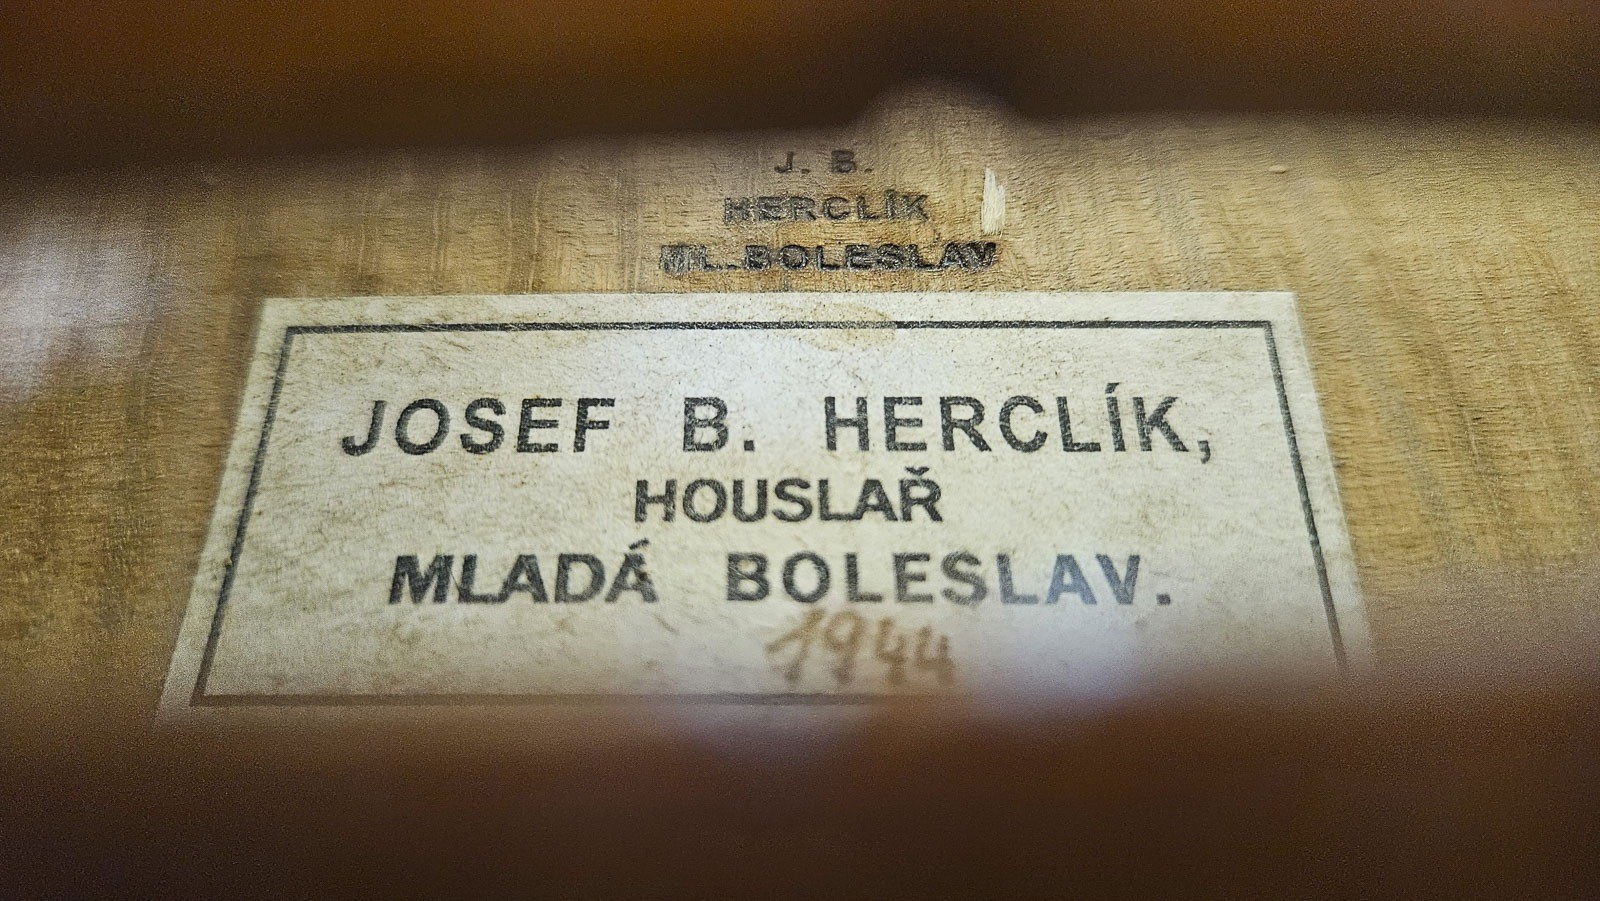 J. B.
HERCLÍK
ML. BOLESLAV
JOSEF B. HERCLÍK,
HOUSLAŘ
MLADÁ BOLESLAV.
1944